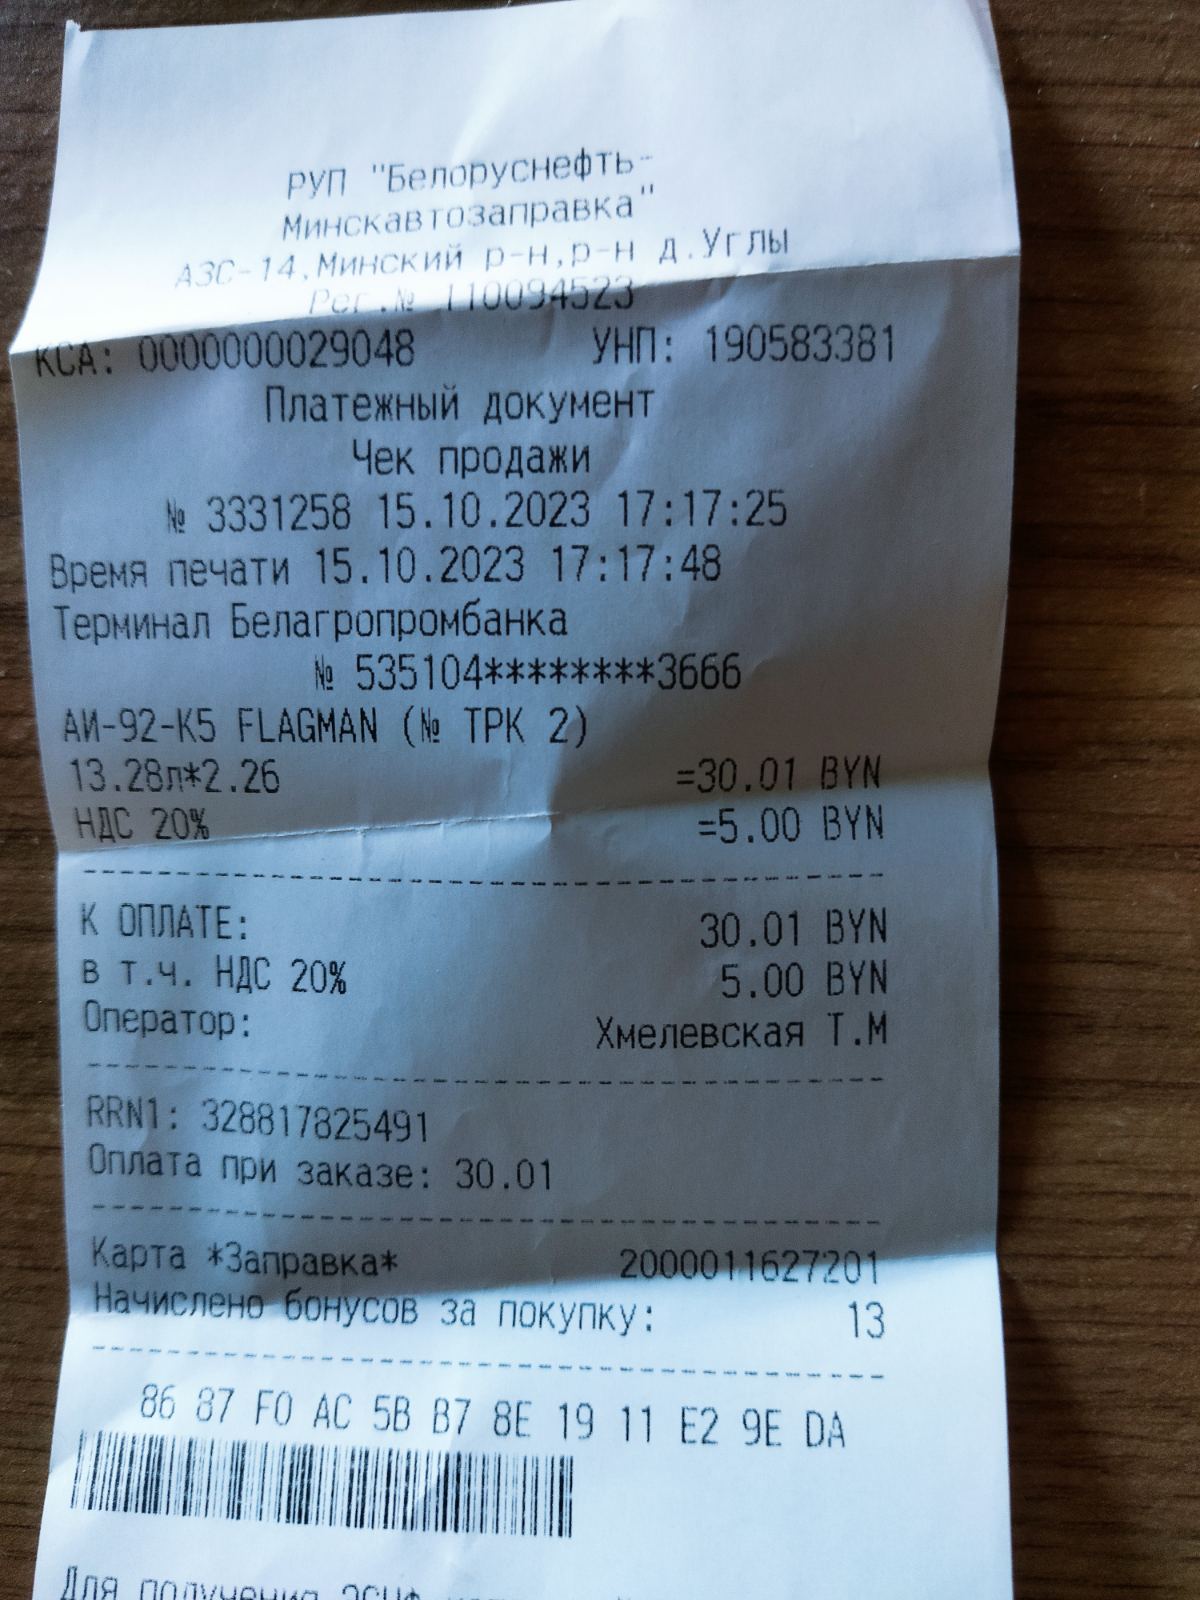 РУП "Белоруснефть-
Минскавтозаправка"
АЗС-14,Минский р-н,р-н д.Углы
Рег.№ 110094523
КСА: 0000000029048 УНП: 190583381
Платежный документ
Чек продажи
№ 3331258 15.10.2023 17:17:25
Время печати 15.10.2023 17:17:48
Терминал Белагропромбанка
№ 535104********3666
АИ-92-К5 FLAGMAN (№ ТРК 2)
13.28л*2.26 =30.01 BYN
НДС 20% =5.00 BYN
К ОПЛАТЕ: 30.01 BYN
в т.ч. НДС 20% 5.00 BYN
Оператор: Хмелевская Т.М
RRN1: 328817825491
Оплата при заказе: 30.01
Карта *Заправка* 2000011627201
Начислено бонусов за покупку: 13
86 87 F0 AC 5B B7 8E 19 11 E2 9E DA
Для получения ЭСЧФ